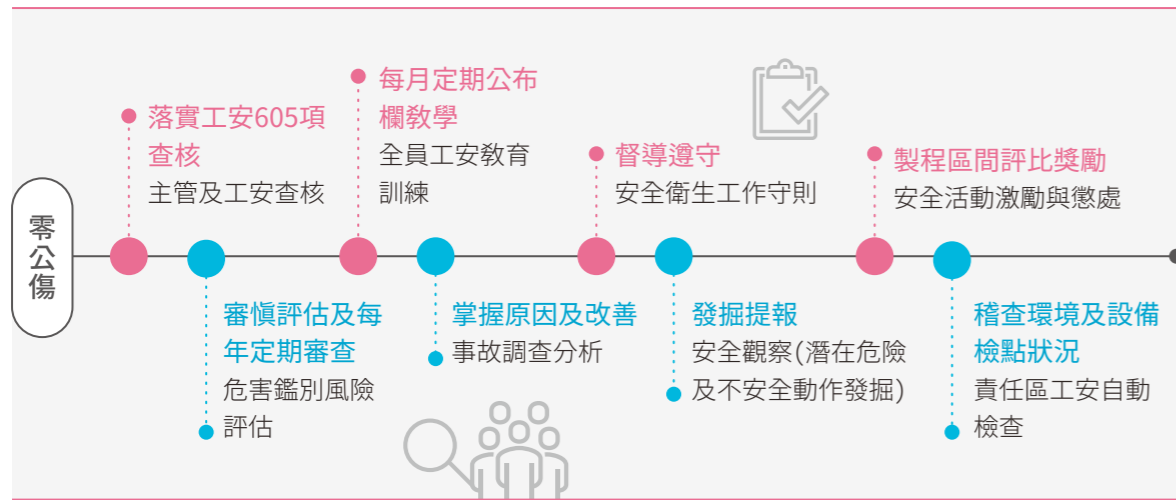 零公傷
落實工安605項
查核
主管及工安查核
審慎評估及每
年定期審查
危害鑑別風險
評估
每月定期公布
欄教學
全員工安教育
訓練
掌握原因及改善
事故調查分析
督導遵守
安全衛生工作守則
發掘提報
安全觀察(潛在危險
及不安全動作發掘)
製程區間評比獎勵
安全活動激勵與懲處
稽查環境及設備
檢點狀況
責任區工安自動
檢查